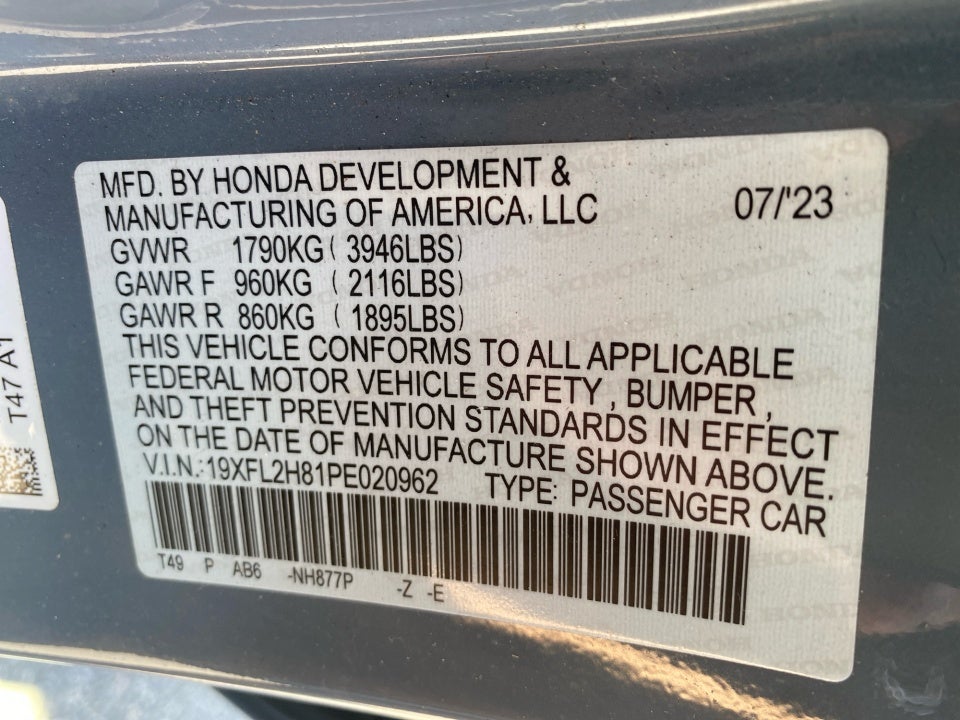 MFD. BY HONDA DEVELOPMENT &
MANUFACTURING OF AMERICA, LLC 07/'23
GVWR 1790KG ( 3946LBS)
GAWR F 960KG ( 2116LBS)
GAWR R 860KG ( 1895LBS)
THIS VEHICLE CONFORMS TO ALL APPLICABLE
FEDERAL MOTOR VEHICLE SAFETY , BUMPER ,
AND THEFT PREVENTION STANDARDS IN EFFECT
ON THE DATE OF MANUFACTURE SHOWN ABOVE.
V.I.N.: 19XFL2H81PE020962 TYPE: PASSENGER CAR
T49 P AB6 -NH877P -Z -E
T47 A1